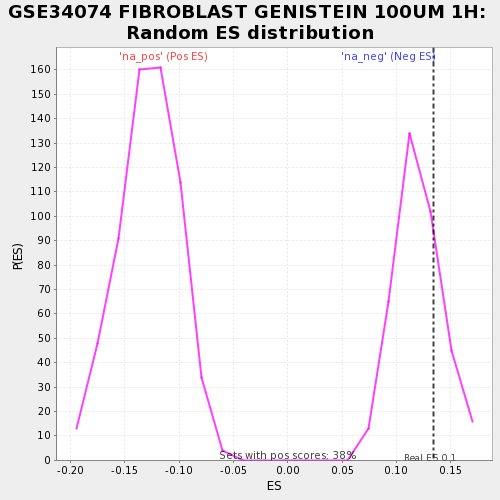 GSE34074 FIBROBLAST GENISTEIN 100UM 1H:
Random ES distribution
'na_pos' (Pos ES)
'na_neg' (Neg ES)
160
150
140
130
120
110
100
90
80
70
60
50
40
30
20
10
0
P(ES)
Sets with pos scores: 38%
Real ES 0.1
-0.20 -0.15 -0.10 -0.05 0.00 0.05 0.10 0.15
ES